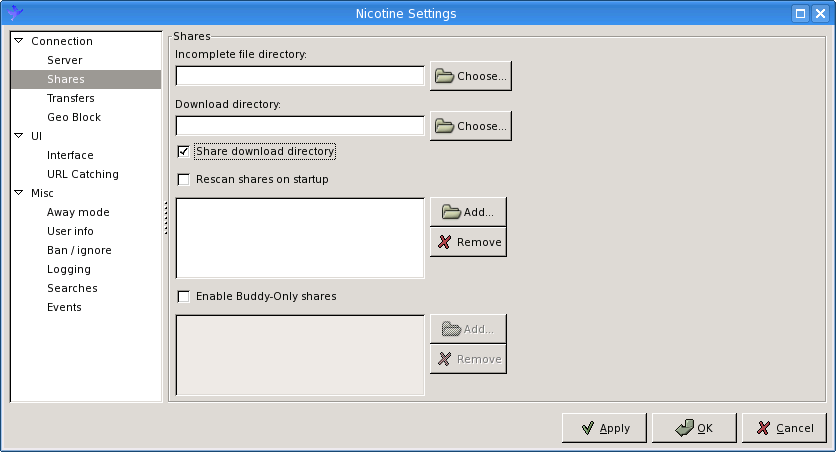 Nicotine Settings
Connection
Server
Shares
Transfers
Geo Block
UI
Interface
URL Catching
Misc
Away mode
User info
Ban / ignore
Logging
Searches
Events
Shares
Incomplete file directory:
Choose...
Download directory:
Choose...
Share download directory
Rescan shares on startup
Add...
Remove
Enable Buddy-Only shares
Add...
Remove
Apply
OK
Cancel